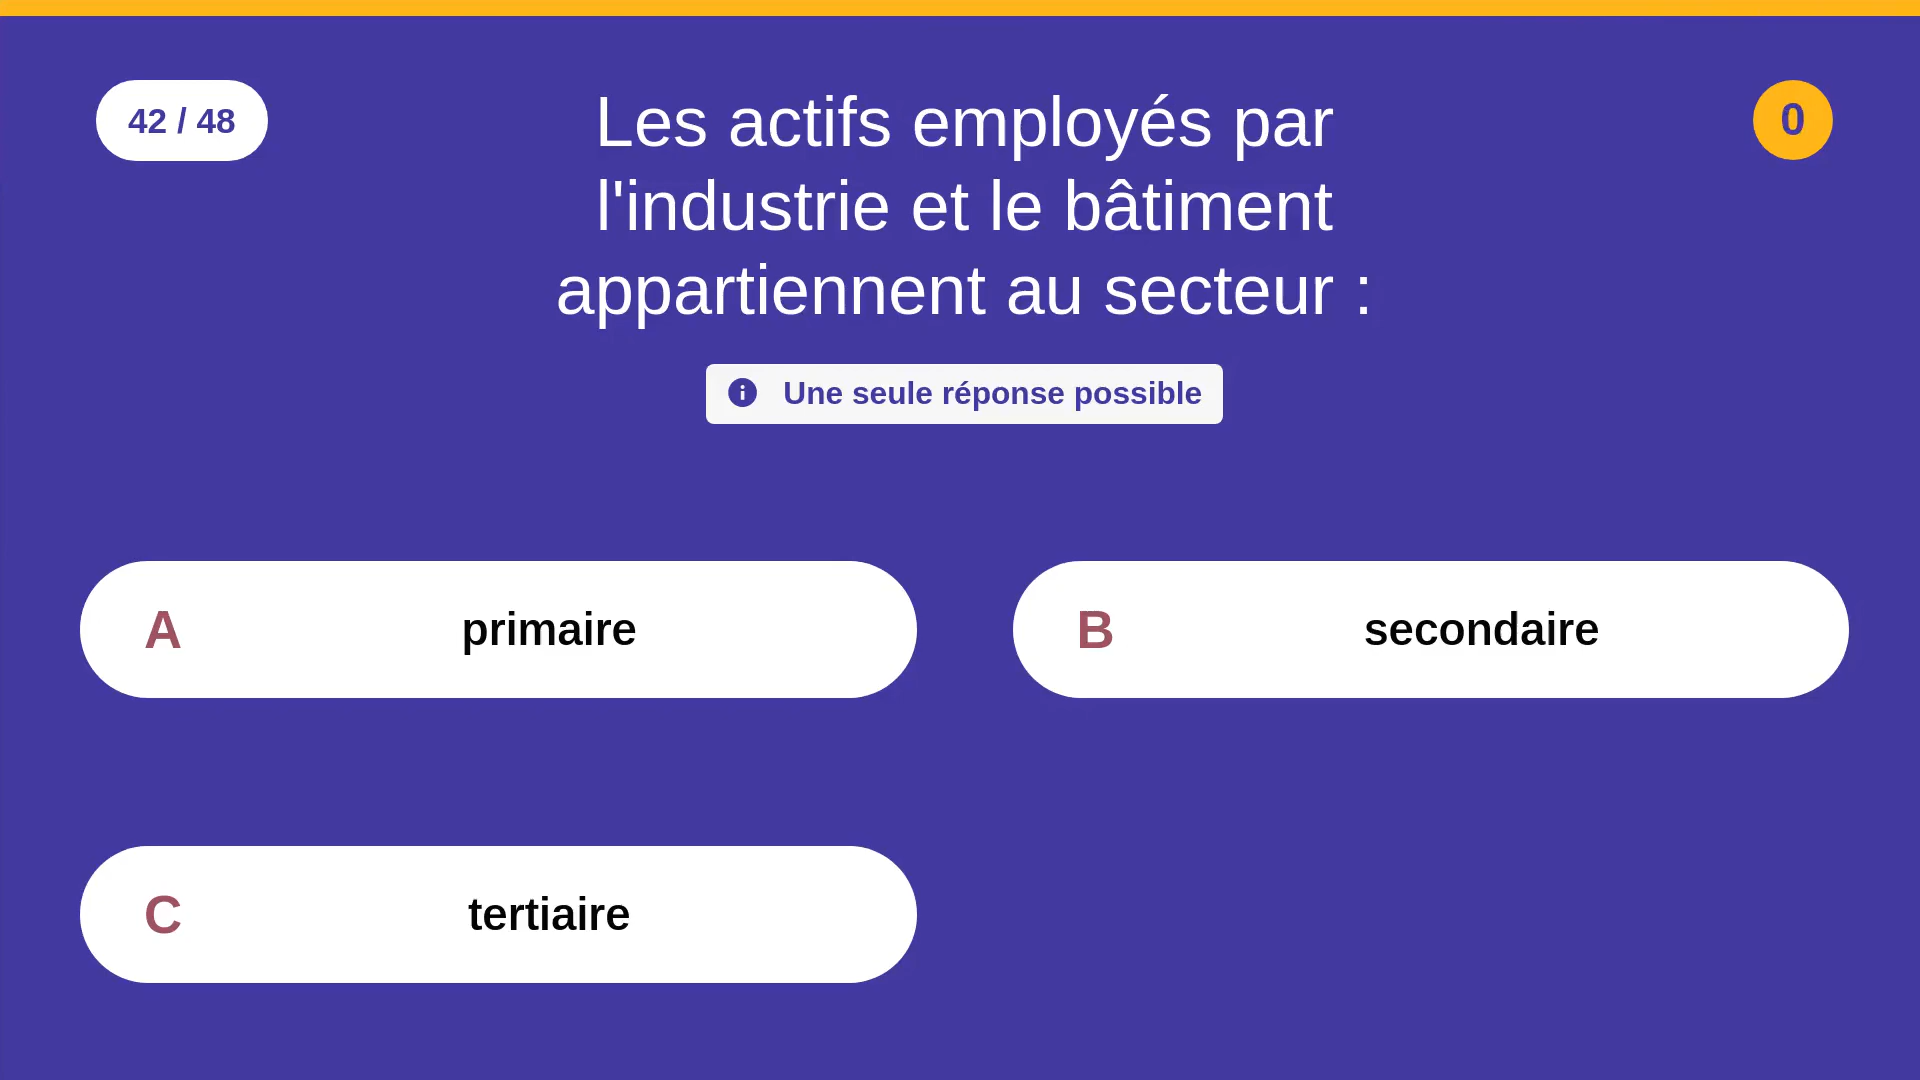 42 / 48
Les actifs employés par
l'industrie et le bâtiment
appartiennent au secteur :
0
Une seule réponse possible
A primaire
B secondaire
C tertiaire